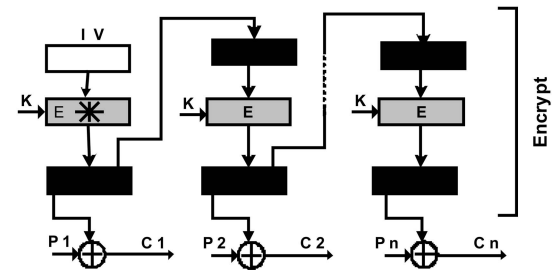 I V
K E
K E
K E
Encrypt
P 1 C 1
P 2 C 2
P n C n